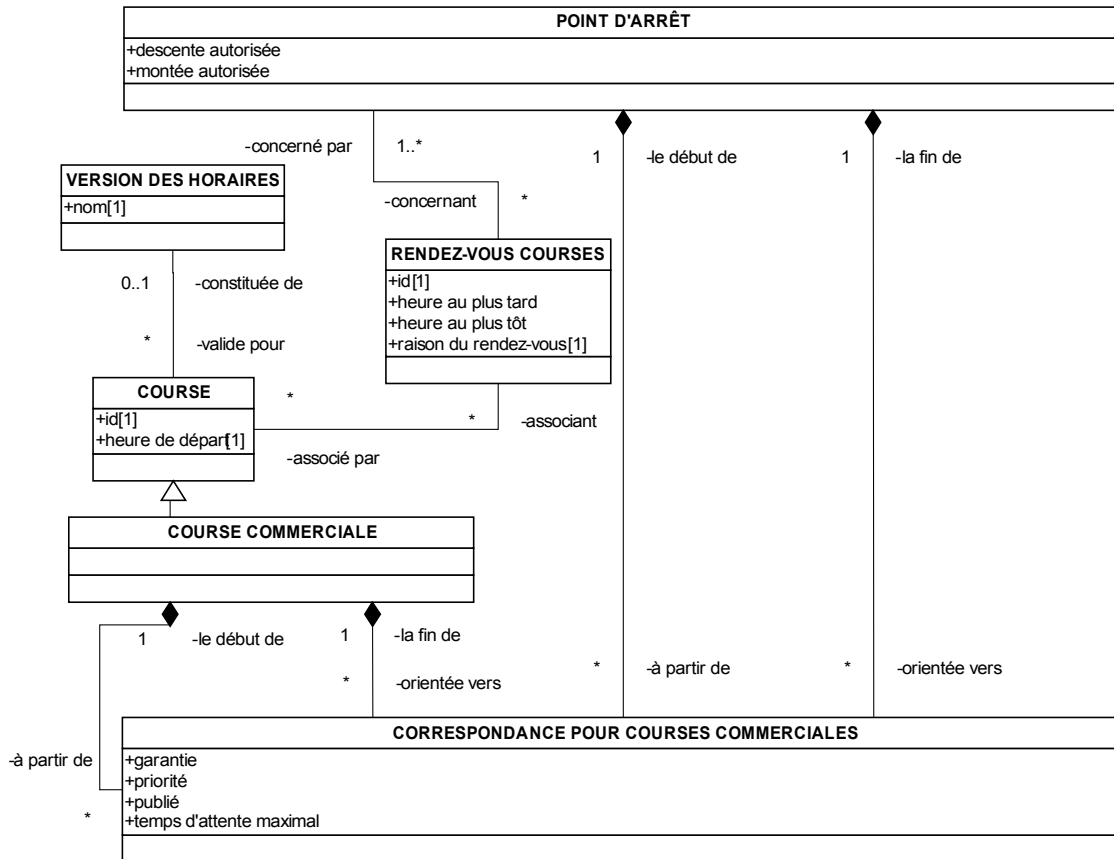 POINT D'ARRÊT
+descente autorisée
+montée autorisée
-concerné par
1..*
1
-le début de
1
-la fin de
VERSION DES HORAIRES
+nom[1]
-concernant
*
RENDEZ-VOUS COURSES
+id[1]
+heure au plus tard
+heure au plus tôt
+raison du rendez-vous[1]
0..1
-constituée de
*
-valide pour
COURSE
+id[1]
+heure de départ[1]
*
*
-associant
-associé par
COURSE COMMERCIALE
1
-le début de
1
-la fin de
*
-orientée vers
*
-à partir de
*
-orientée vers
CORRESPONDANCE POUR COURSES COMMERCIALES
+garantie
+priorité
+publié
+temps d'attente maximal
-à partir de
*